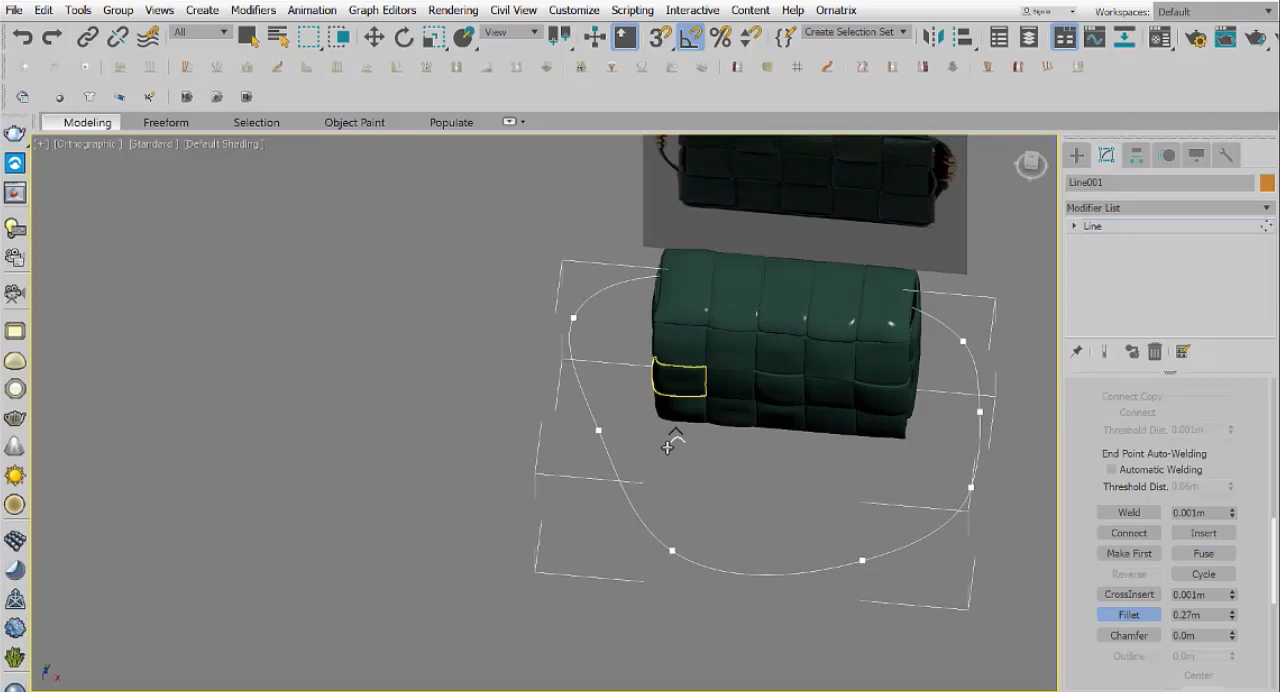 File Edit Tools Group Views Create Modifiers Animation Graph Editors Rendering Civil View Customize Scripting Interactive Content Help Ornatrix Sign In Workspaces: Default
All View Create Selection Set
Modeling Freeform Selection Object Paint Populate
[+] [Orthographic ] [Standard ] [Default Shading ]
Line001
Modifier List
Line
Connect Copy
Connect
Threshold Dist. 0.001m
End Point Auto-Welding
Automatic Welding
Threshold Dist. 0.06m
Weld 0.001m
Connect Insert
Make First Fuse
Reverse Cycle
CrossInsert 0.001m
Fillet 0.27m
Chamfer 0.0m
Outline 0.0m
Center
x